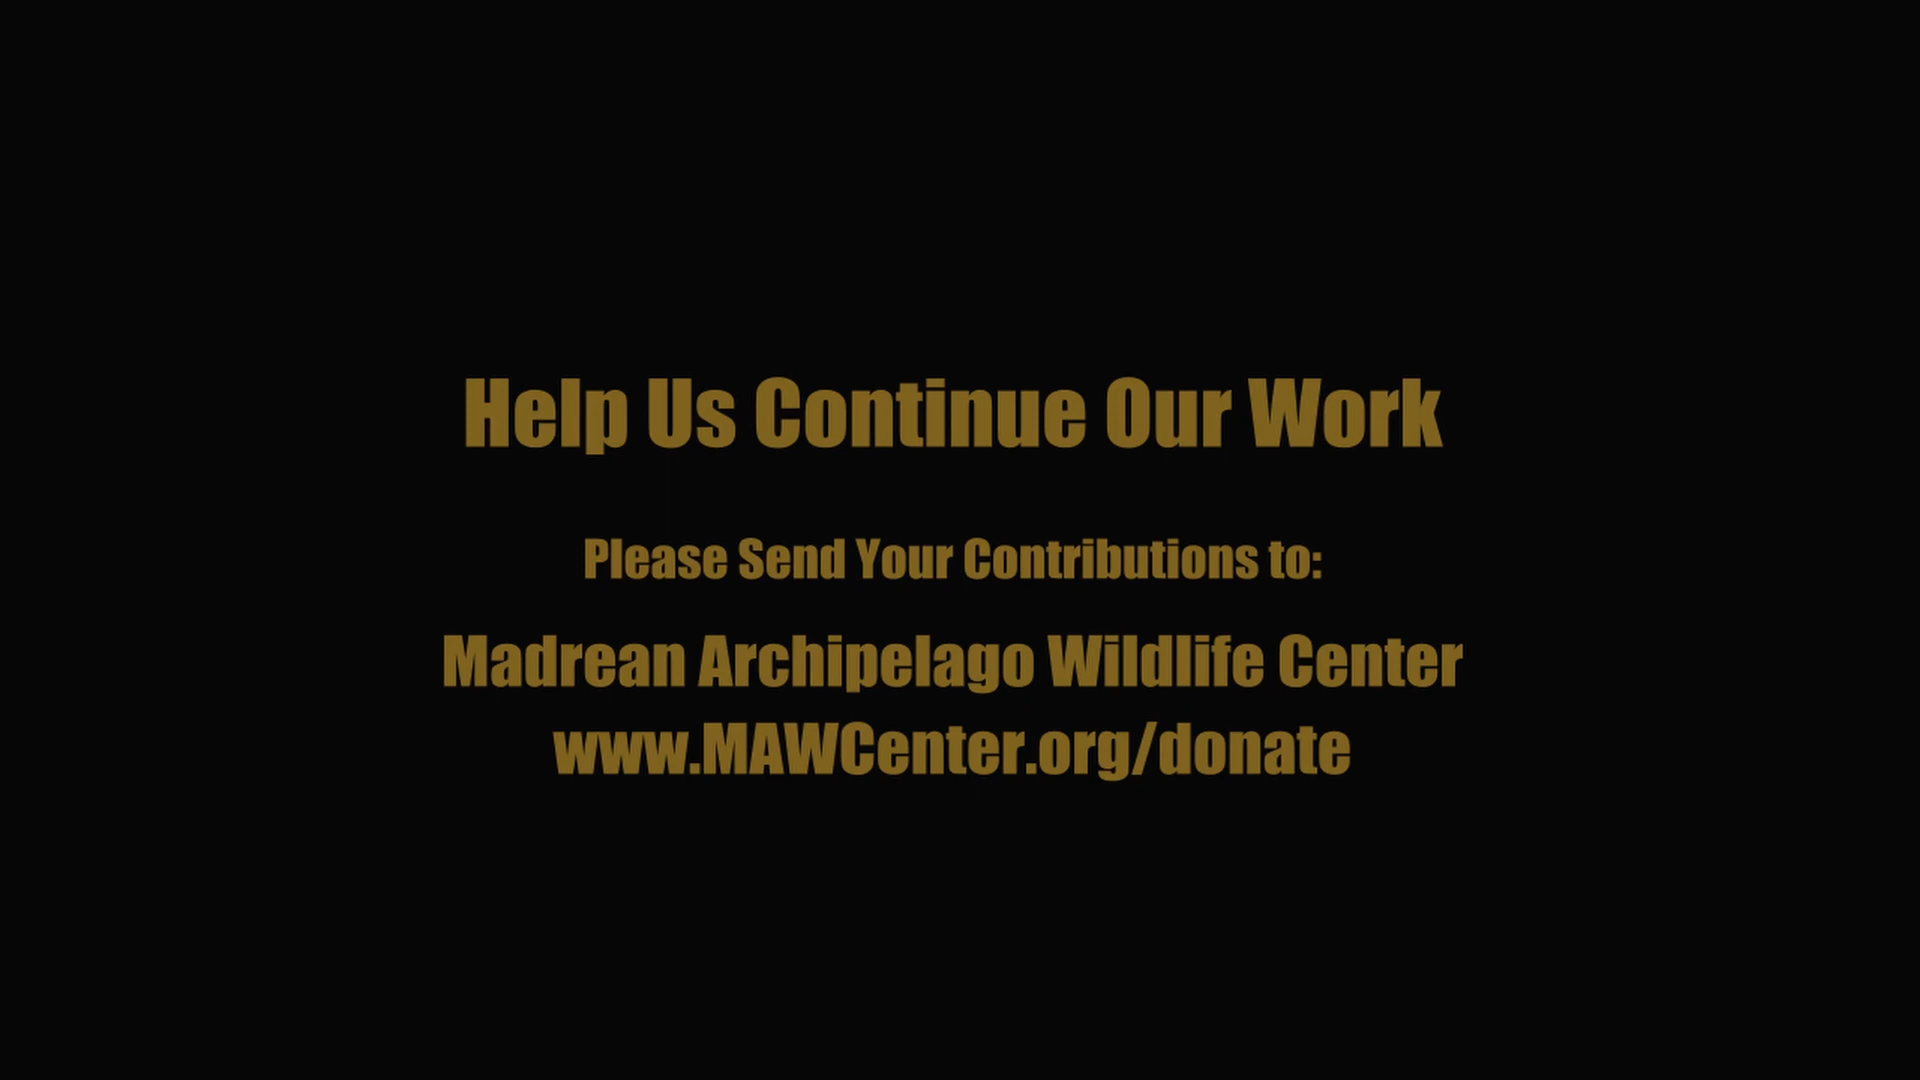 Help Us Continue Our Work
Please Send Your Contributions to:
Madrean Archipelago Wildlife Center
www.MAWCenter.org/donate